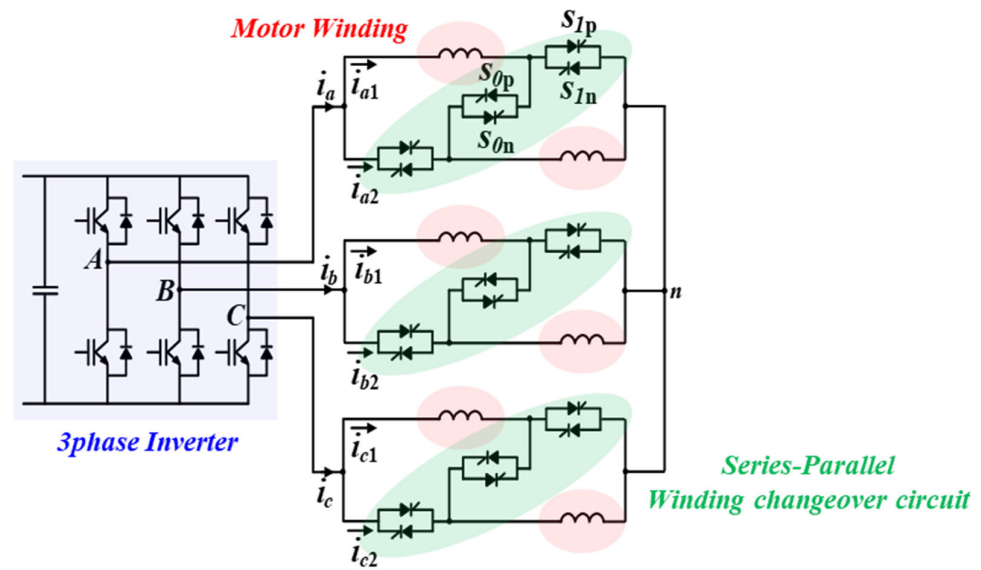 Motor Winding
S1p
ia
ia1
S0p
S1n
S0n
ia2
A
ib
ib1
B
n
C
ib2
3phase Inverter
ic1
Series-Parallel
ic
Winding changeover circuit
ic2